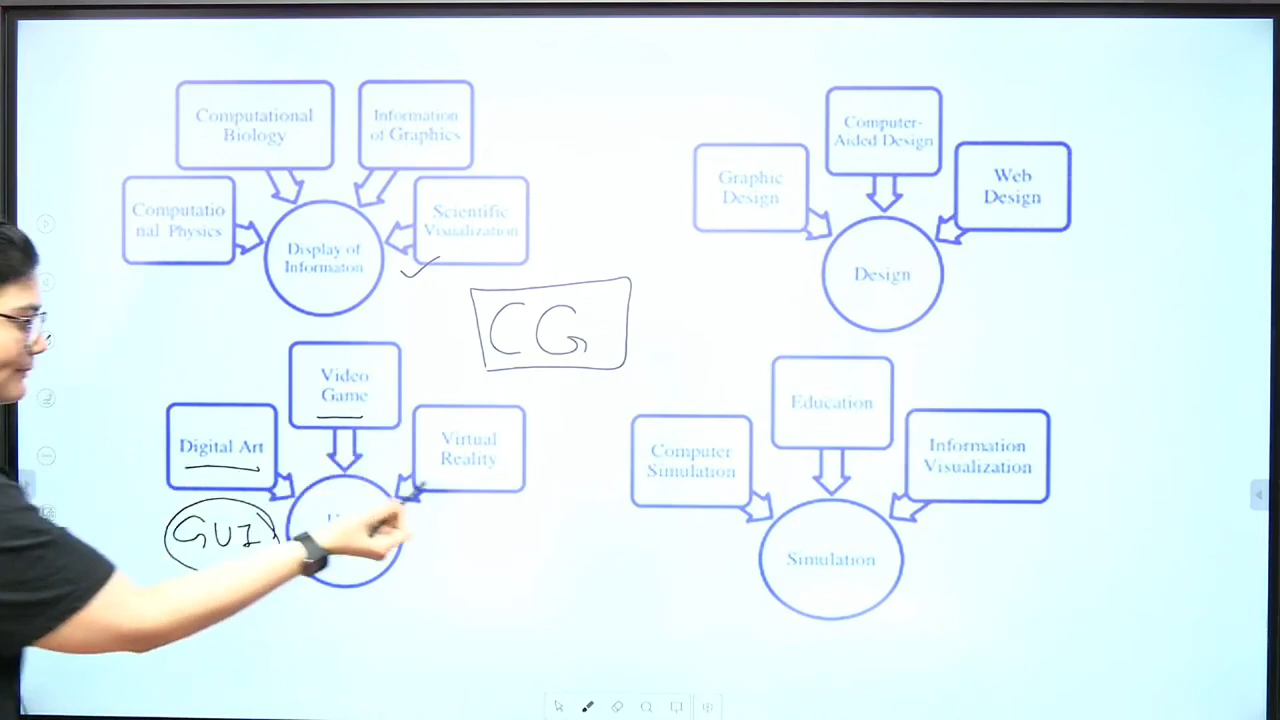 Computational
Biology
Information
of Graphics
Computatio
nal Physics
Scientific
Visualization
Display of
Informaton
Computer-
Aided Design
Graphic
Design
Web
Design
Design
CG
Video
Game
Digital Art
Virtual
Reality
GUI
Education
Computer
Simulation
Information
Visualization
Simulation